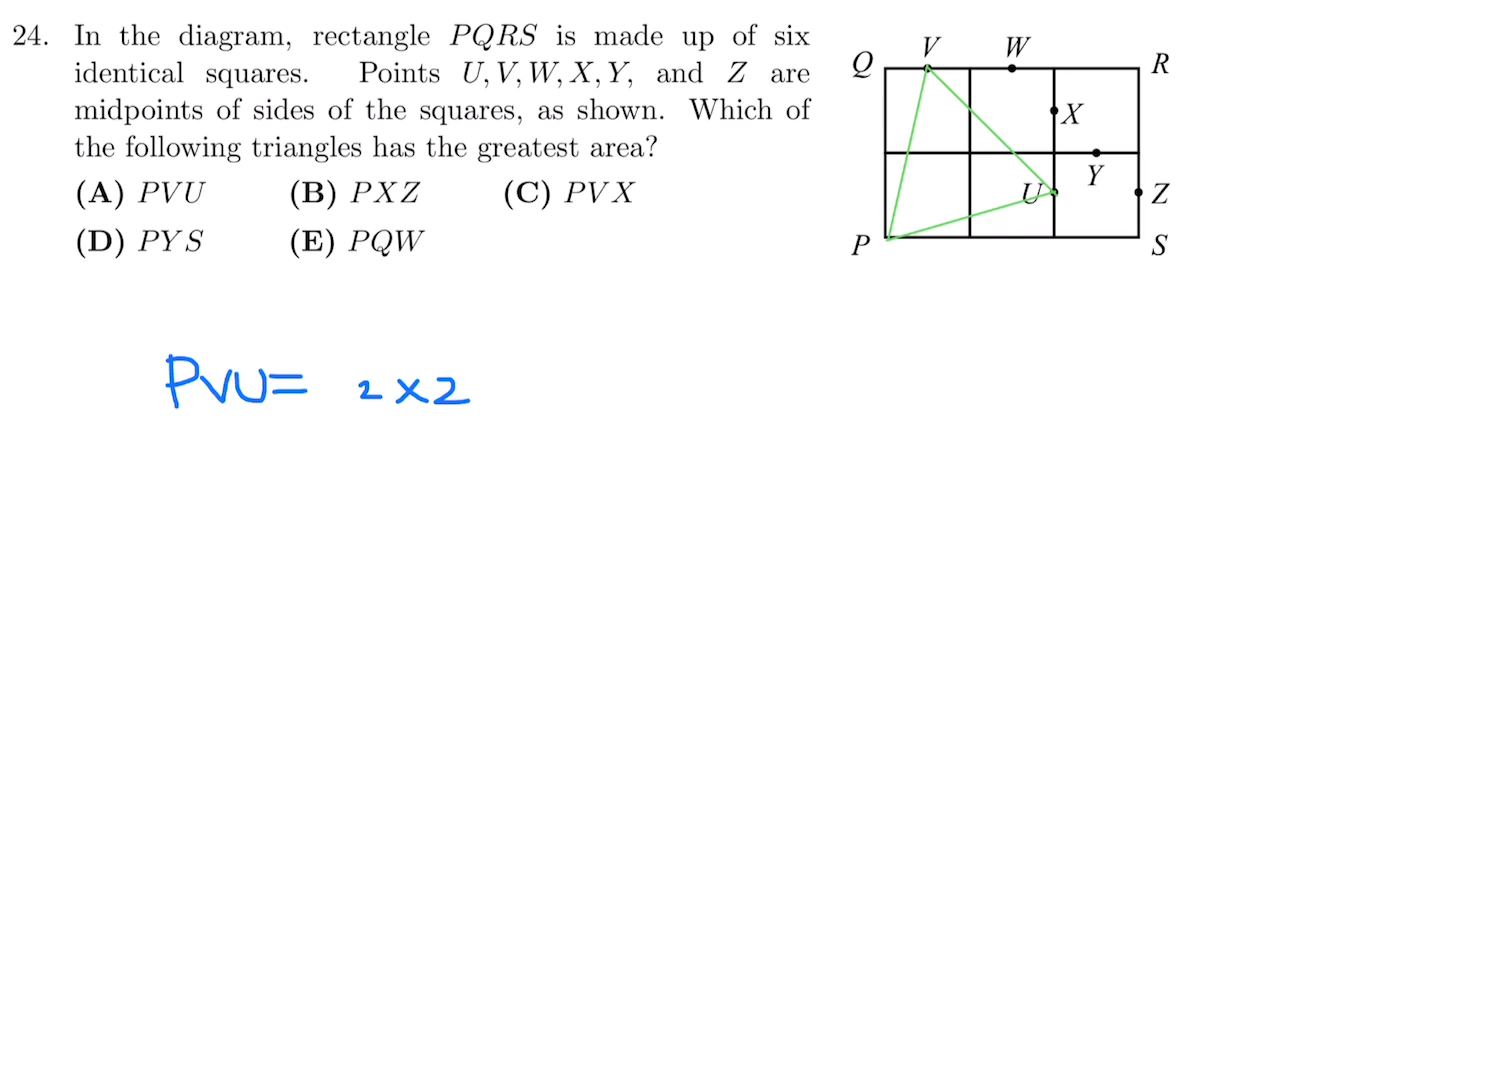 24. In the diagram, rectangle PQRS is made up of six
identical squares. Points U, V, W, X, Y, and Z are
midpoints of sides of the squares, as shown. Which of
the following triangles has the greatest area?
(A) PVU (B) PXZ (C) PVX
(D) PYS (E) PQW
Q V W R
X
Y
U Z
P S
PVU= 2×2